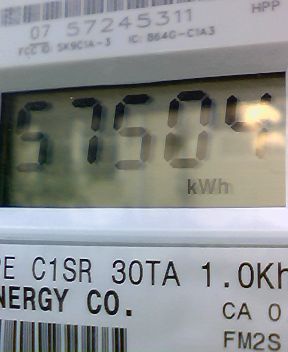 HPP
07 57245311
FCC ID: SK9C1A-3 IC: 864G-C1A3
57504
kWh
PE C1SR 30TA 1.0Kh
NERGY CO.
CA 0
FM2S